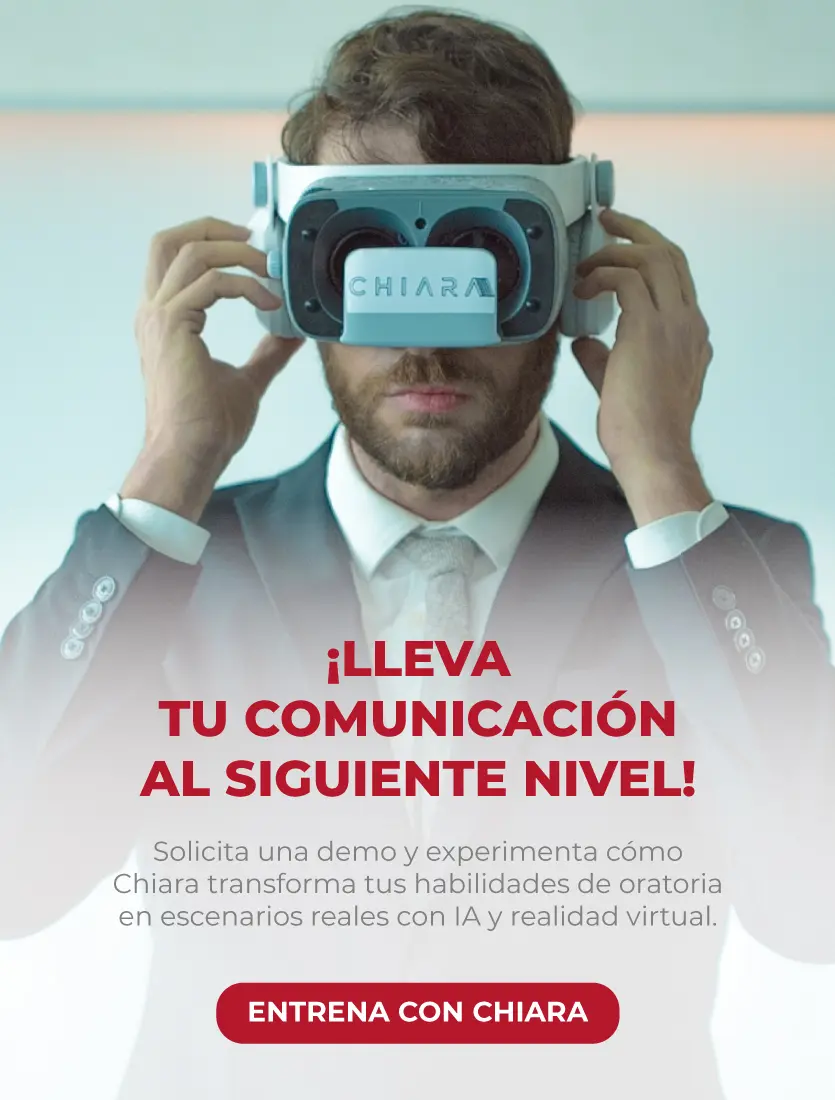 CHIARA
¡LLEVA
TU COMUNICACIÓN
AL SIGUIENTE NIVEL!
Solicita una demo y experimenta cómo
Chiara transforma tus habilidades de oratoria
en escenarios reales con IA y realidad virtual.
ENTRENA CON CHIARA